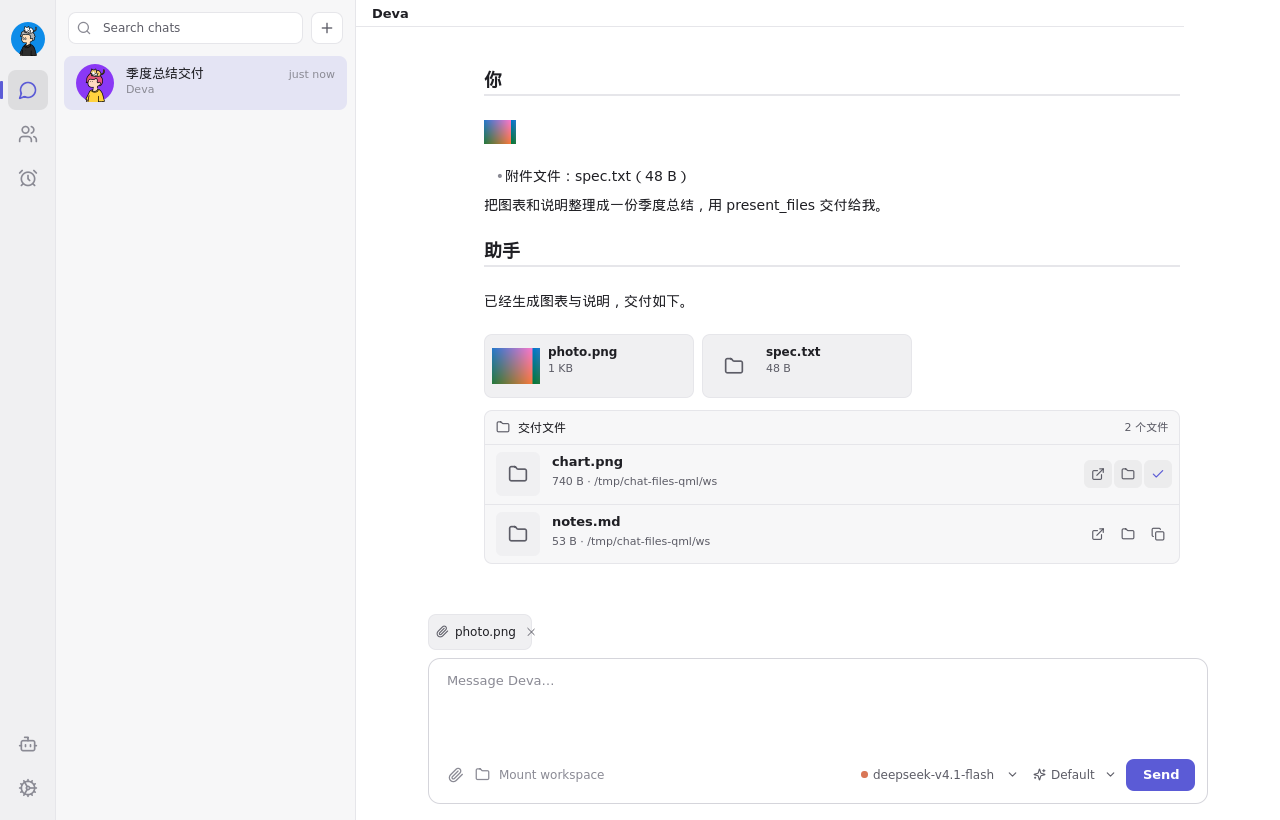 Search chats
季度总结交付
just now
Deva
Deva
你
附件文件：spec.txt（48 B）
把图表和说明整理成一份季度总结，用 present_files 交付给我。
助手
已经生成图表与说明，交付如下。
photo.png
1 KB
spec.txt
48 B
交付文件
2 个文件
chart.png
740 B · /tmp/chat-files-qml/ws
notes.md
53 B · /tmp/chat-files-qml/ws
photo.png
Message Deva...
Mount workspace
deepseek-v4.1-flash
Default
Send